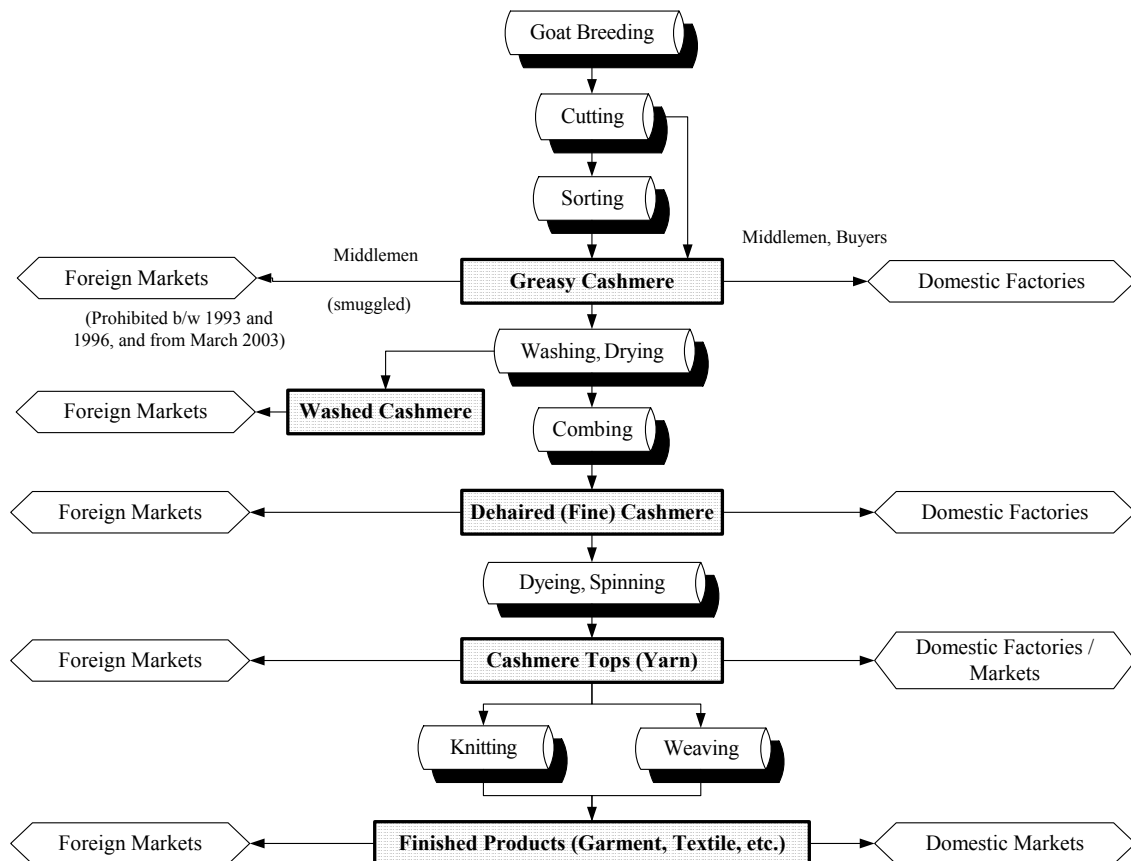 Goat Breeding
Cutting
Sorting
Middlemen
Middlemen, Buyers
Foreign Markets
Greasy Cashmere
Domestic Factories
(smuggled)
(Prohibited b/w 1993 and
1996, and from March 2003)
Washing, Drying
Foreign Markets
Washed Cashmere
Combing
Foreign Markets
Dehaired (Fine) Cashmere
Domestic Factories
Dyeing, Spinning
Foreign Markets
Cashmere Tops (Yarn)
Domestic Factories /
Markets
Knitting
Weaving
Foreign Markets
Finished Products (Garment, Textile, etc.)
Domestic Markets